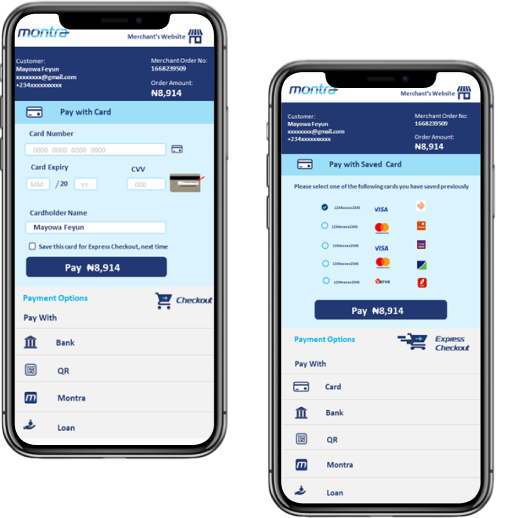 montra
Merchant's Website
Customer:
Mayowa Feyun
xxxxxxxx@gmail.com
+234xxxxxxxxxx
Merchant Order No:
1668239509
Order Amount:
₦8,914
Pay with Card
Card Number
0000 0000 0000 0000
Card Expiry
CVV
MM / 20 YY
000
Cardholder Name
Mayowa Feyun
Save this card for Express Checkout, next time
Pay ₦8,914
Payment Options
Checkout
Pay With
Bank
QR
m Montra
Loan
montra
Merchant's Website
Customer:
Mayowa Feyun
xxxxxxxx@gmail.com
+234xxxxxxxxxx
Merchant Order No:
1668239509
Order Amount:
₦8,914
Pay with Saved Card
Please select one of the following cards you have saved previously
VISA
VISA
Verve
Pay ₦8,914
Payment Options
Express
Checkout
Pay With
Card
Bank
QR
m Montra
Loan